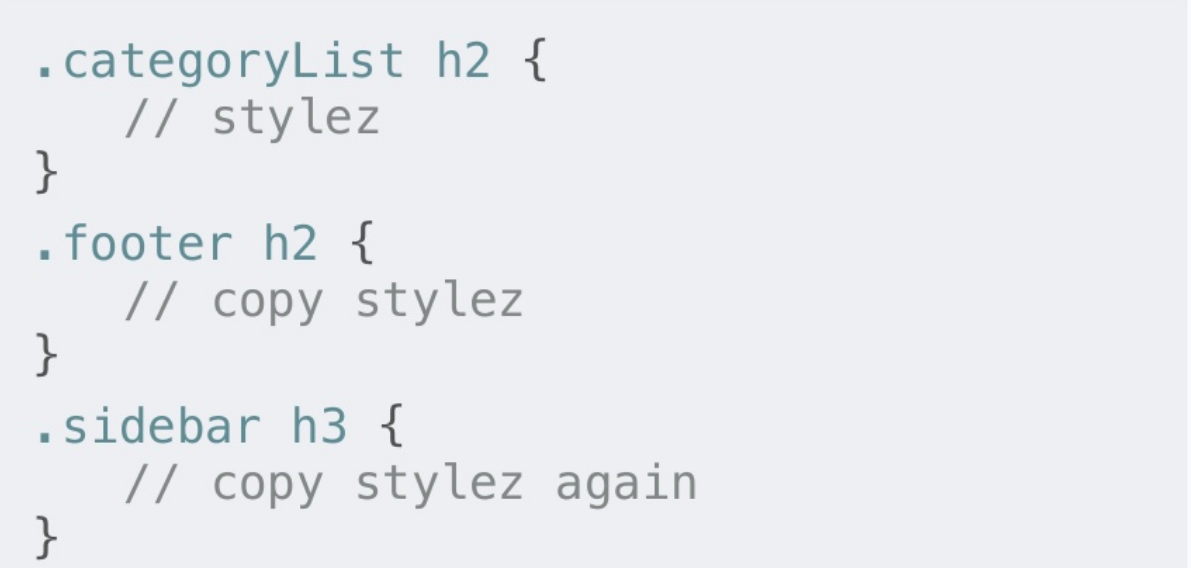 .categoryList h2 {
// stylez
}
.footer h2 {
// copy stylez
}
.sidebar h3 {
// copy stylez again
}